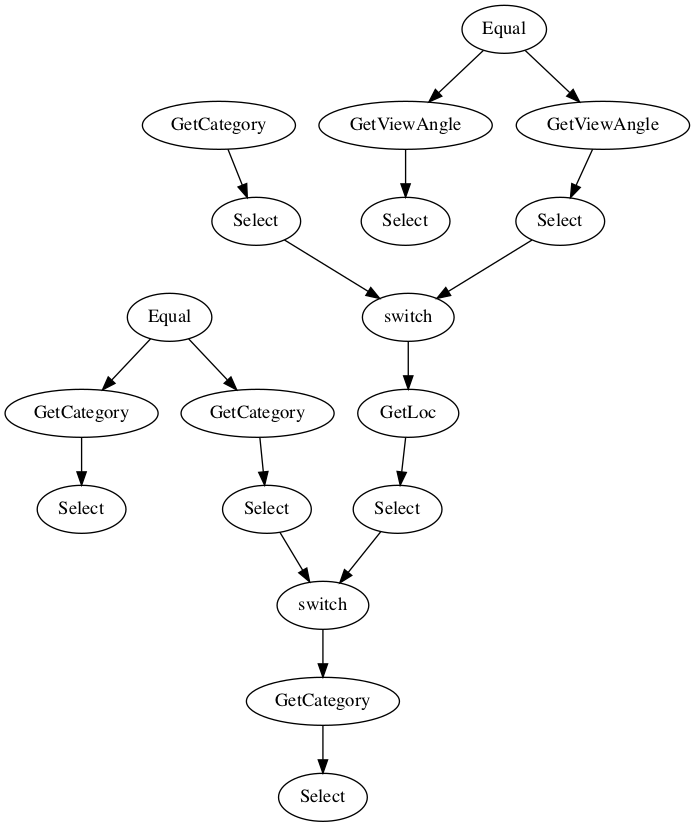 Equal
GetCategory
GetViewAngle
GetViewAngle
Select
Select
Select
Equal
switch
GetCategory
GetCategory
GetLoc
Select
Select
Select
switch
GetCategory
Select